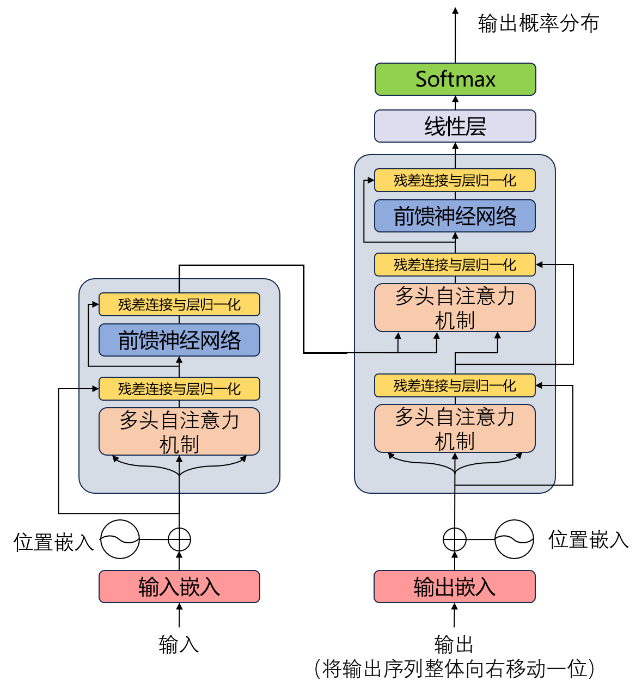 输出概率分布
Softmax
线性层
残差连接与层归一化
前馈神经网络
残差连接与层归一化
多头自注意力
机制
残差连接与层归一化
多头自注意力
机制
残差连接与层归一化
前馈神经网络
残差连接与层归一化
多头自注意力
机制
位置嵌入
位置嵌入
输入嵌入
输出嵌入
输入
输出
（将输出序列整体向右移动一位）